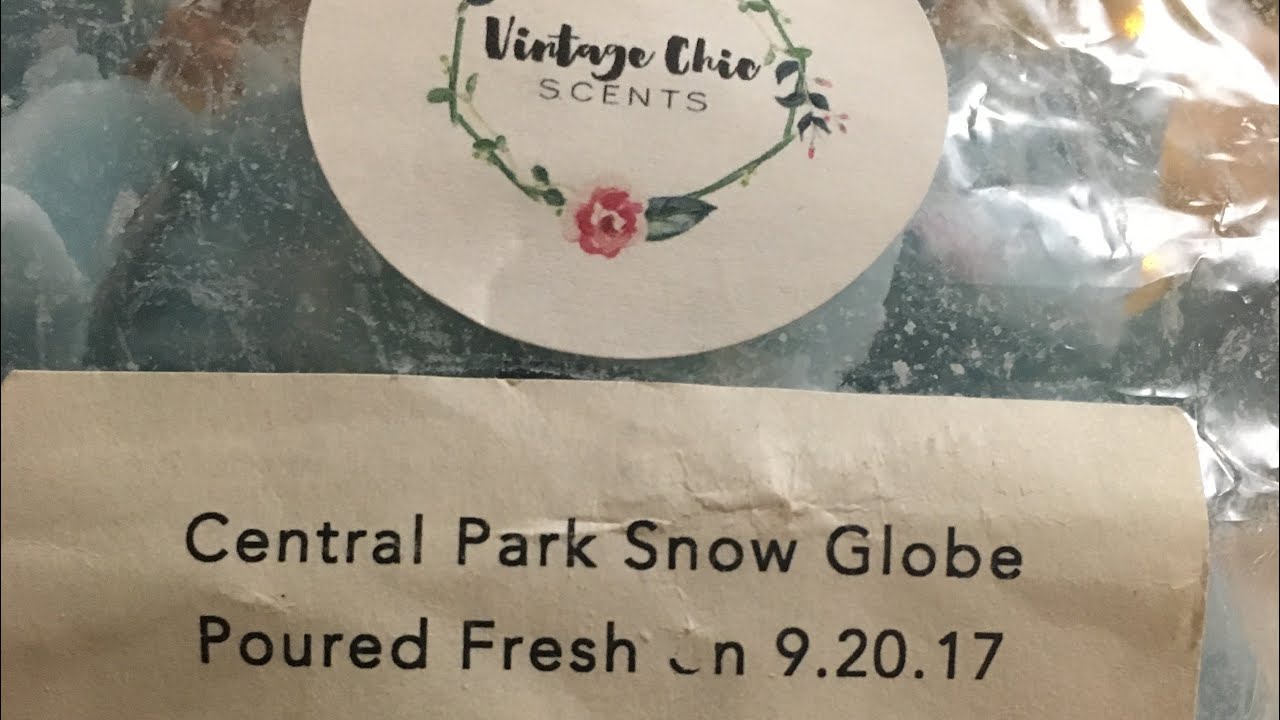 Vintage Chic
SCENTS
Central Park Snow Globe
Poured Fresh on 9.20.17